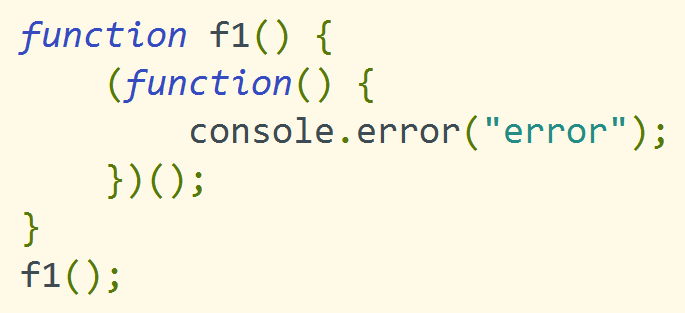 function f1() {
    (function() {
        console.error("error");
    })();
}
f1();